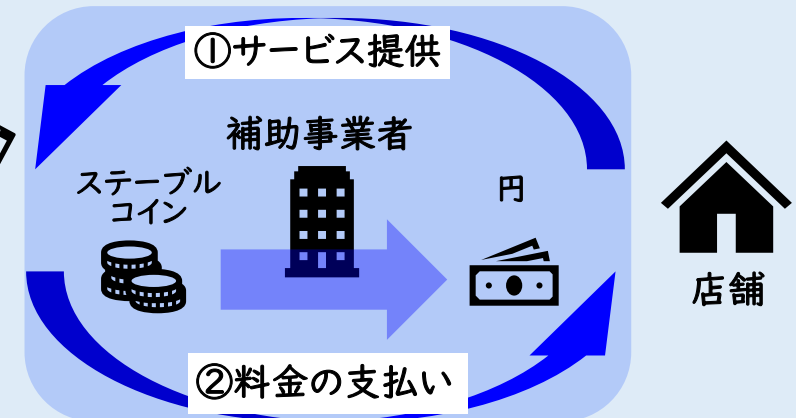 ①サービス提供
補助事業者
ステーブル
コイン
円
店舗
②料金の支払い